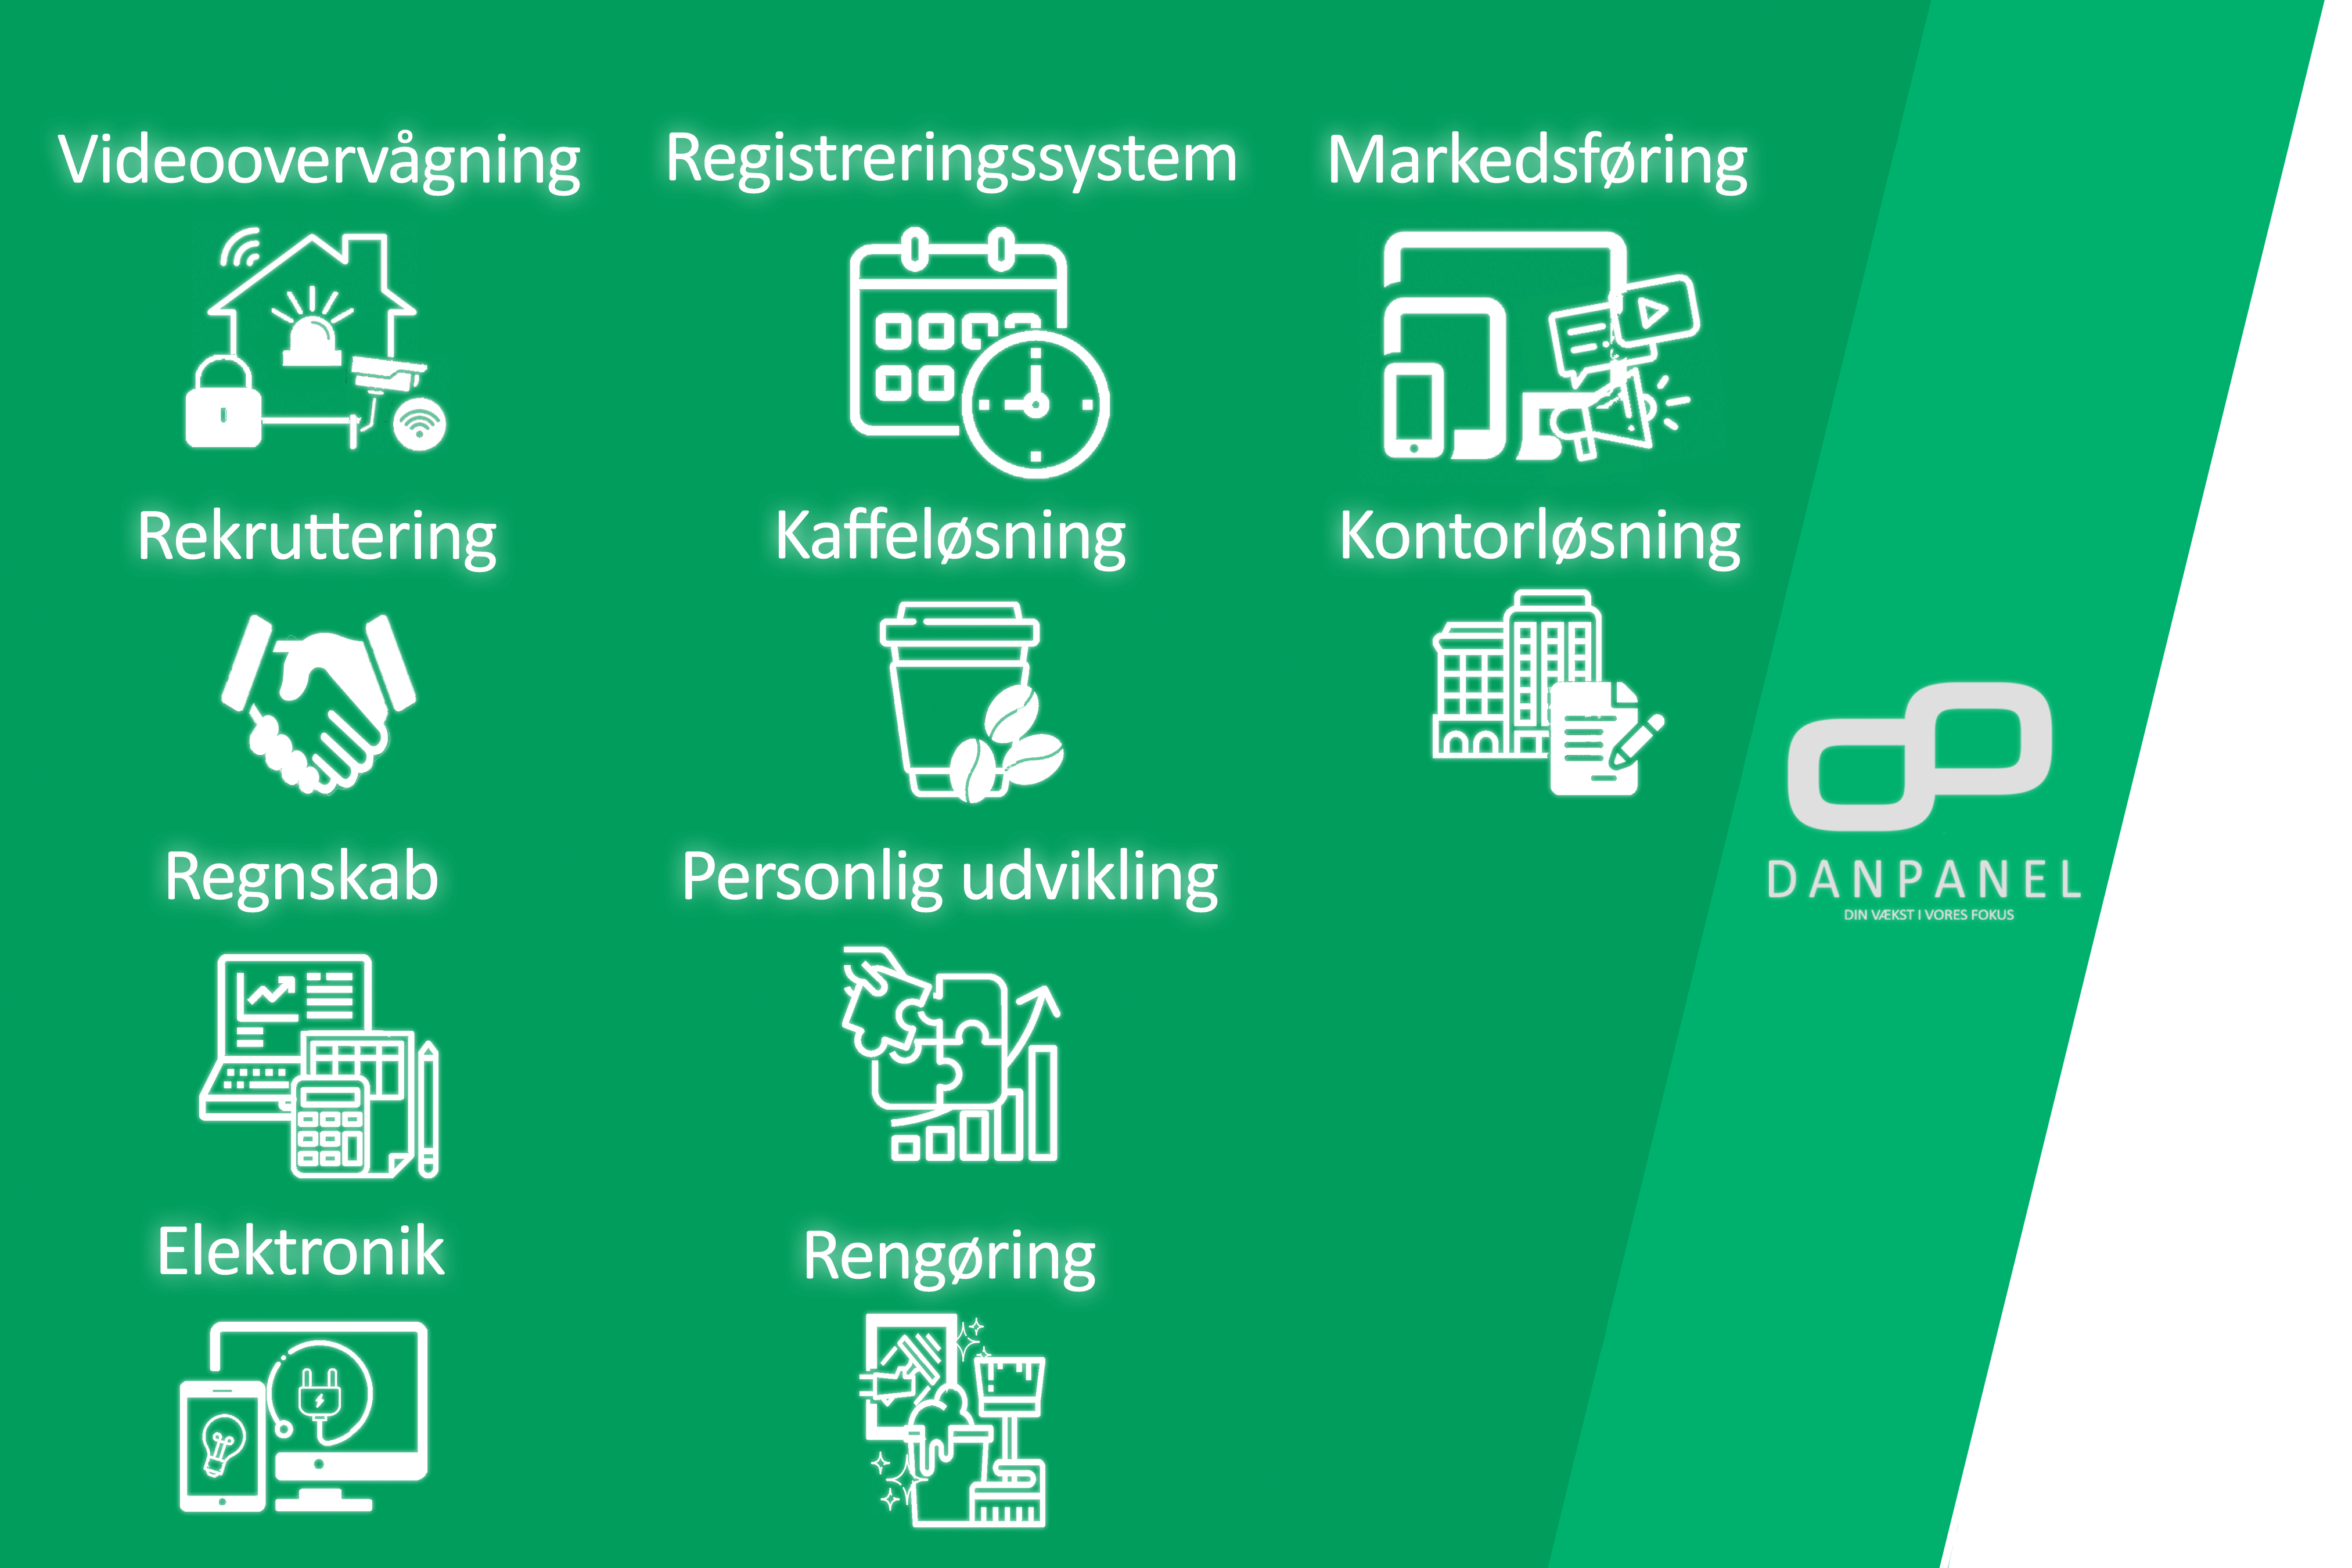 Videoovervågning
Registreringssystem
Markedsføring
Rekruttering
Kaffeløsning
Kontorløsning
Regnskab
Personlig udvikling
Elektronik
Rengøring
DANPANEL
DIN VÆKST I VORES FOKUS